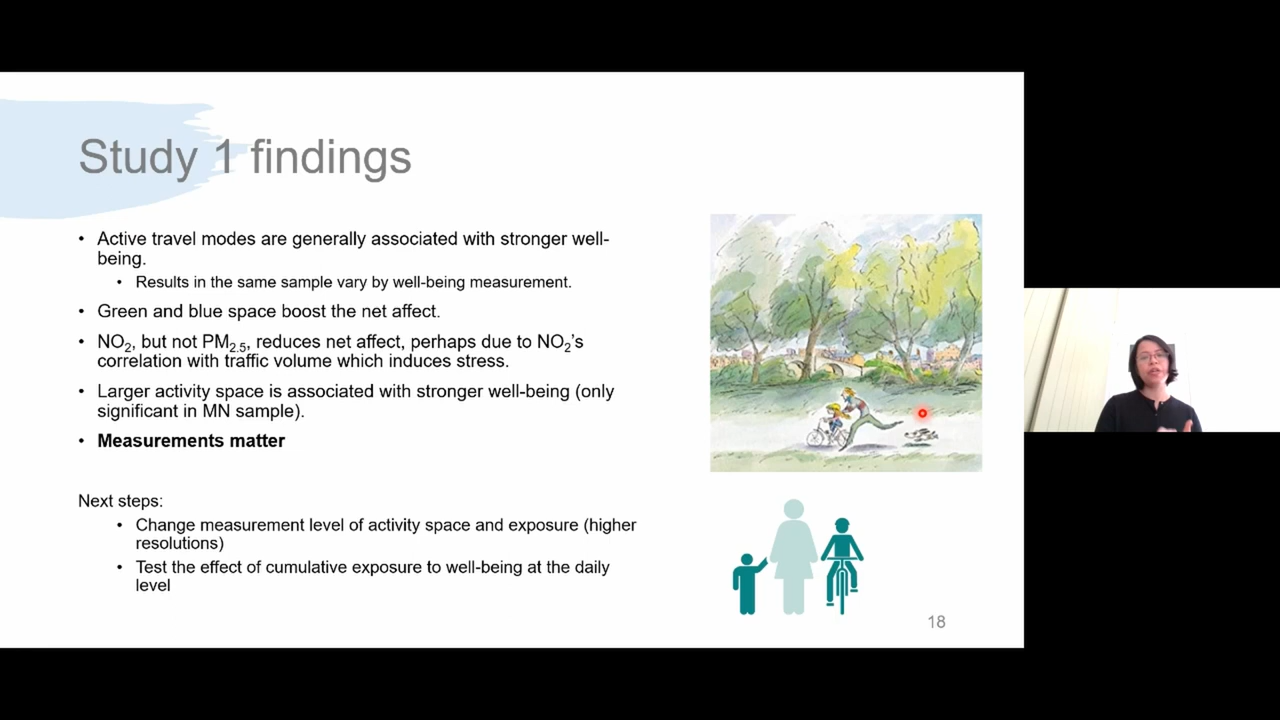 Study 1 findings
• Active travel modes are generally associated with stronger well-
being.
• Results in the same sample vary by well-being measurement.
• Green and blue space boost the net affect.
• NO₂, but not PM₂.₅, reduces net affect, perhaps due to NO₂'s
correlation with traffic volume which induces stress.
• Larger activity space is associated with stronger well-being (only
significant in MN sample).
• Measurements matter
Next steps:
• Change measurement level of activity space and exposure (higher
resolutions)
• Test the effect of cumulative exposure to well-being at the daily
level
18